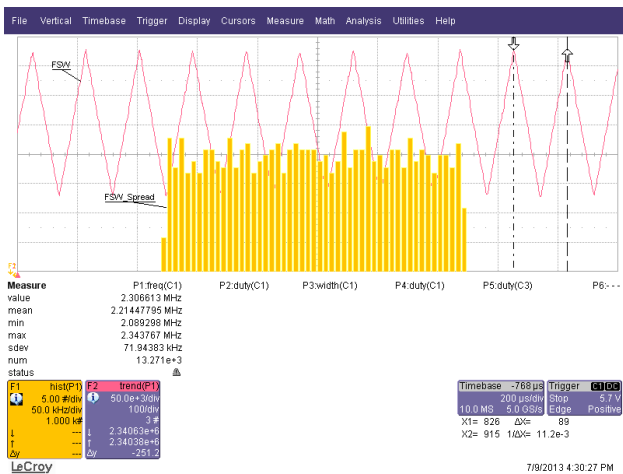 File Vertical Timebase Trigger Display Cursors Measure Math Analysis Utilities Help
FSW
FSW_Spread
F2
Measure P1:freq(C1) P2:duty(C1) P3:width(C1) P4:duty(C1) P5:duty(C3) P6:- - -
value 2.306613 MHz
mean 2.21447795 MHz
min 2.089298 MHz
max 2.343767 MHz
sdev 71.94383 kHz
num 13.271e+3
status
F1 hist(P1) F2 trend(P1) Timebase -768 µs Trigger C1 DC
5.00 #/div 50.0e+3/div 200 µs/div Stop 5.7 V
50.0 kHz/div 100/div 10.0 MS 5.0 GS/s Edge Positive
1.000 k# 3 # X1= 826 ΔX= 89
↓ --- ↓ 2.34063e+6 X2= 915 1/ΔX= 11.2e-3
↑ --- ↑ 2.34038e+6
Δy --- Δy -251.2
LeCroy 7/9/2013 4:30:27 PM